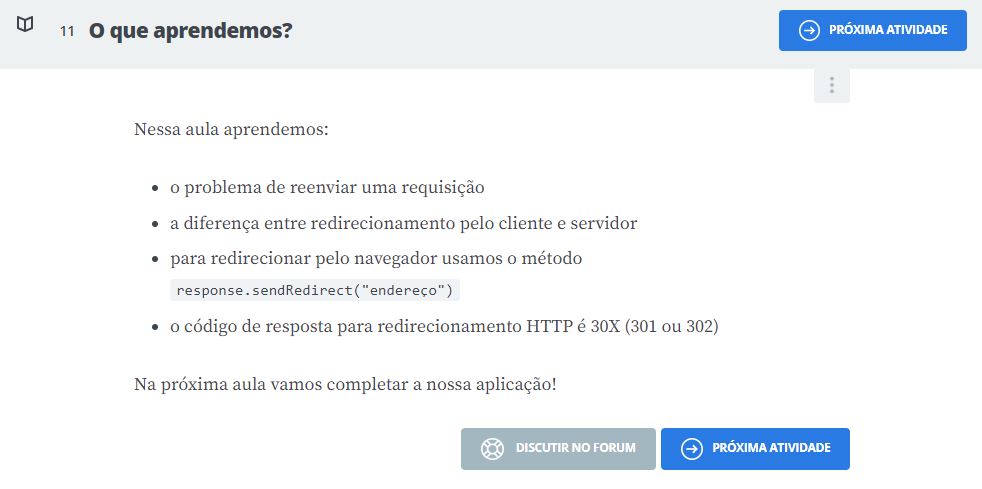 11 O que aprendemos?
PRÓXIMA ATIVIDADE
Nessa aula aprendemos:
o problema de reenviar uma requisição
a diferença entre redirecionamento pelo cliente e servidor
para redirecionar pelo navegador usamos o método
response.sendRedirect("endereço")
o código de resposta para redirecionamento HTTP é 30X (301 ou 302)
Na próxima aula vamos completar a nossa aplicação!
DISCUTIR NO FORUM
PRÓXIMA ATIVIDADE